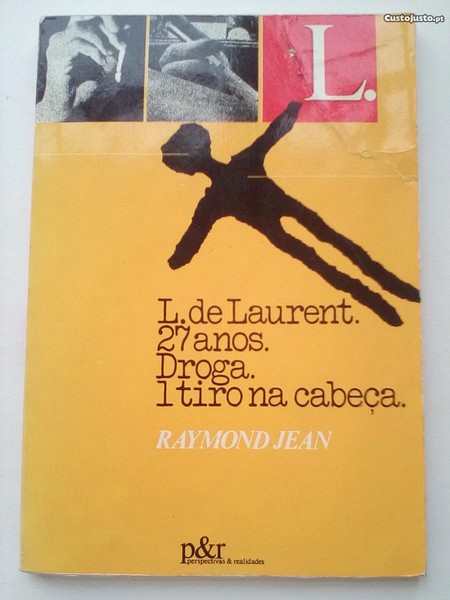 CustoJusto.pt
L.
L. de Laurent.
27 anos.
Droga.
1 tiro na cabeça.
RAYMOND JEAN
p&r
perspectivas & realidades